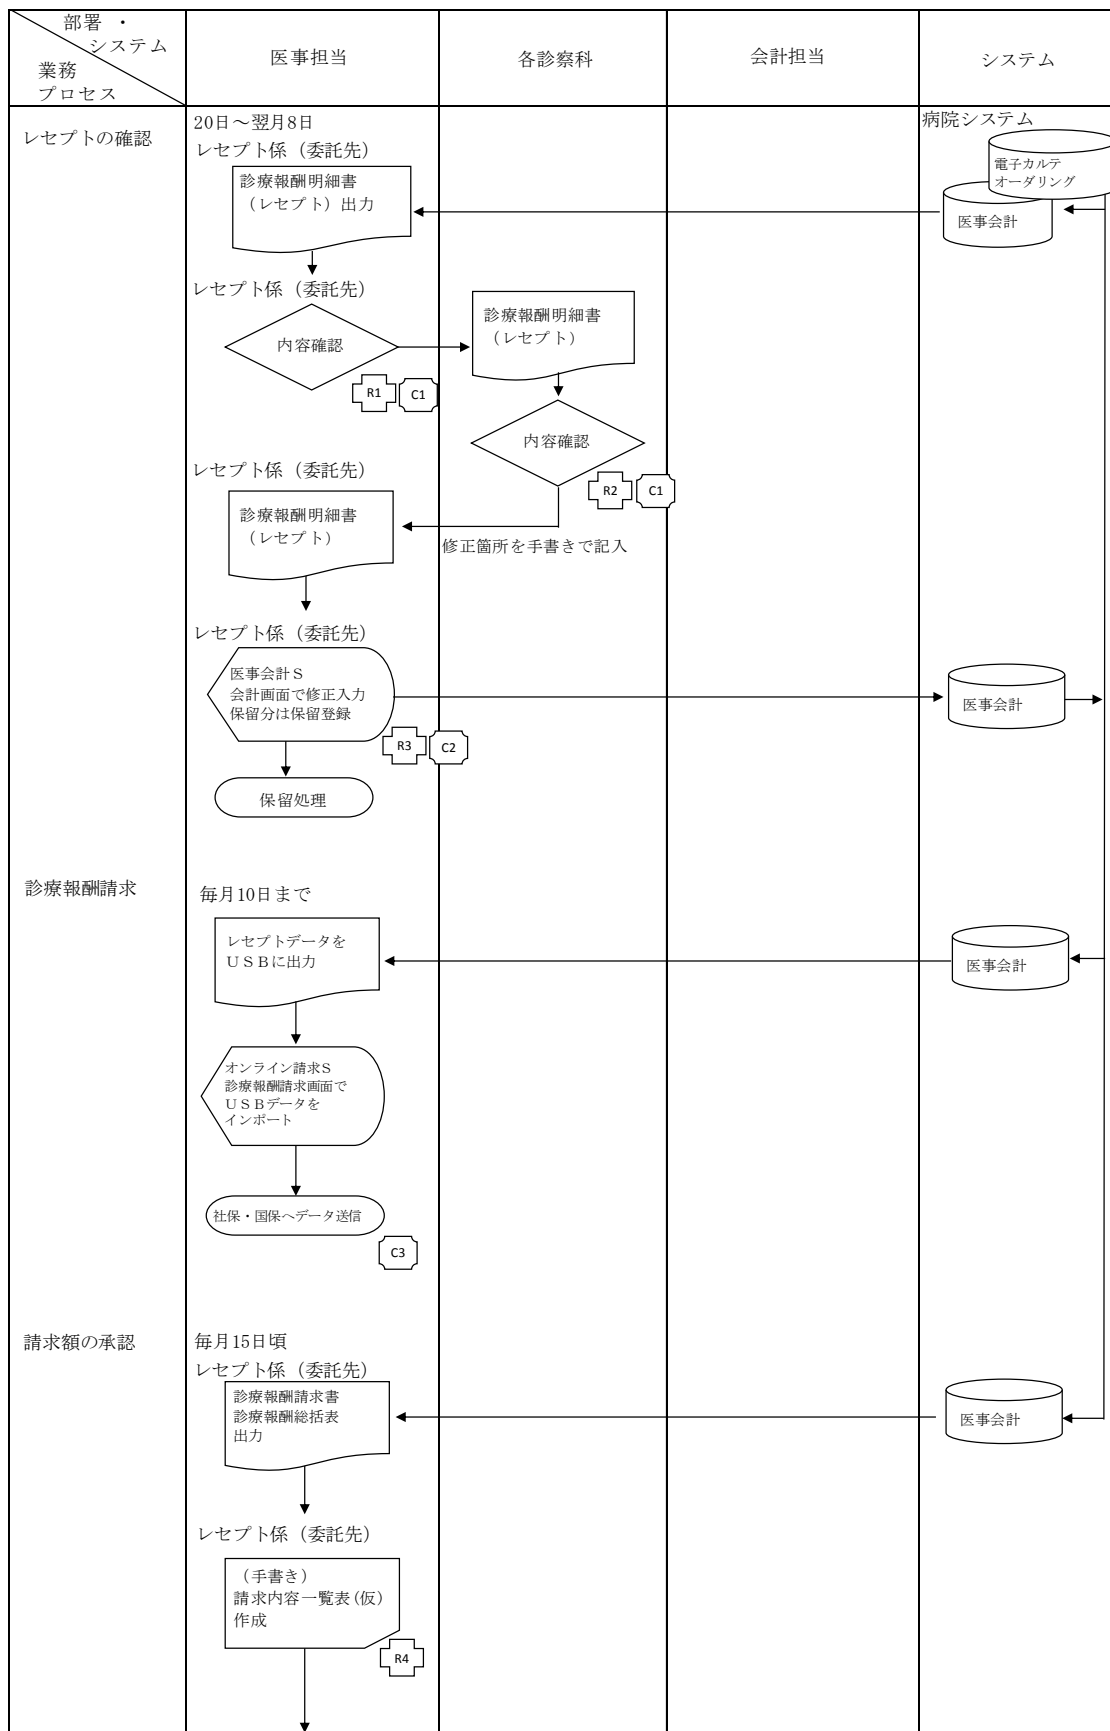 部署 ・
システム
業務
プロセス
医事担当
各診察科
会計担当
システム
レセプトの確認
20日～翌月8日
レセプト係（委託先）
病院システム
電子カルテ
オーダリング
医事会計
診療報酬明細書
（レセプト）出力
レセプト係（委託先）
内容確認
R1
C1
診療報酬明細書
（レセプト）
内容確認
R2
C1
修正箇所を手書きで記入
レセプト係（委託先）
診療報酬明細書
（レセプト）
レセプト係（委託先）
医事会計Ｓ
会計画面で修正入力
保留分は保留登録
R3
C2
医事会計
保留処理
診療報酬請求
毎月10日まで
レセプトデータを
ＵＳＢに出力
医事会計
オンライン請求Ｓ
診療報酬請求画面で
ＵＳＢデータを
インポート
社保・国保へデータ送信
C3
請求額の承認
毎月15日頃
レセプト係（委託先）
診療報酬請求書
診療報酬総括表
出力
医事会計
レセプト係（委託先）
（手書き）
請求内容一覧表(仮)
作成
R4